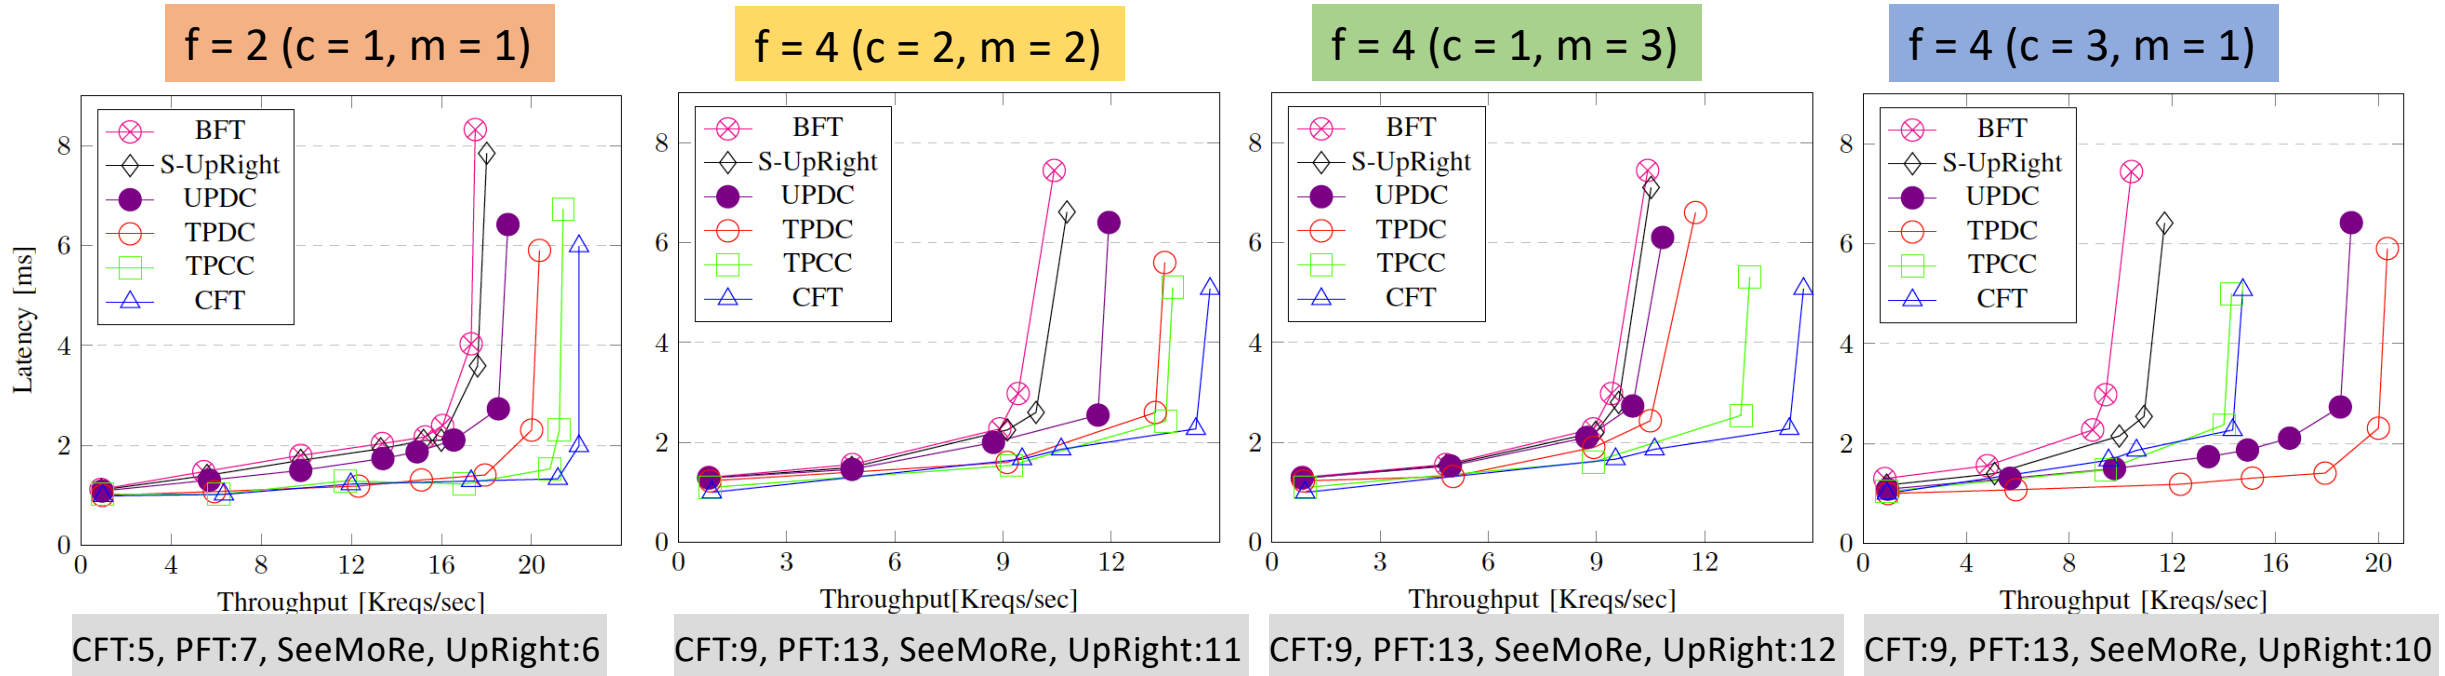 f = 2 (c = 1, m = 1)
f = 4 (c = 2, m = 2)
f = 4 (c = 1, m = 3)
f = 4 (c = 3, m = 1)
Latency [ms]
8
6
4
2
0
BFT
S-UpRight
UPDC
TPDC
TPCC
CFT
0 4 8 12 16 20
Throughput [Kreqs/sec]
CFT:5, PFT:7, SeeMoRe, UpRight:6
8
6
4
2
0
BFT
S-UpRight
UPDC
TPDC
TPCC
CFT
0 3 6 9 12
Throughput[Kreqs/sec]
CFT:9, PFT:13, SeeMoRe, UpRight:11
8
6
4
2
0
BFT
S-UpRight
UPDC
TPDC
TPCC
CFT
0 3 6 9 12
Throughput [Kreqs/sec]
CFT:9, PFT:13, SeeMoRe, UpRight:12
8
6
4
2
0
BFT
S-UpRight
UPDC
TPDC
TPCC
CFT
0 4 8 12 16 20
Throughput [Kreqs/sec]
CFT:9, PFT:13, SeeMoRe, UpRight:10